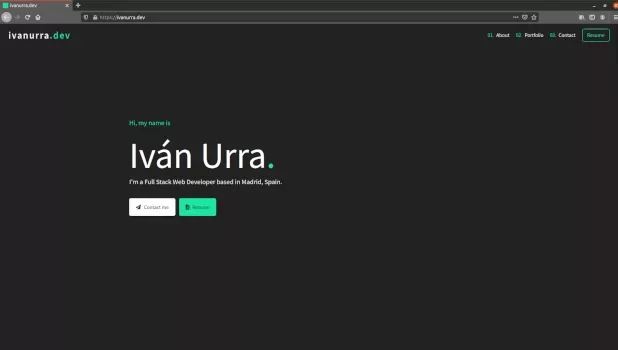 ivanurra.dev
https://ivanurra.dev
ivanurra.dev
01. About 02. Portfolio 03. Contact Resume
Hi, my name is
Iván Urra.
I'm a Full Stack Web Developer based in Madrid, Spain.
Contact me Resume